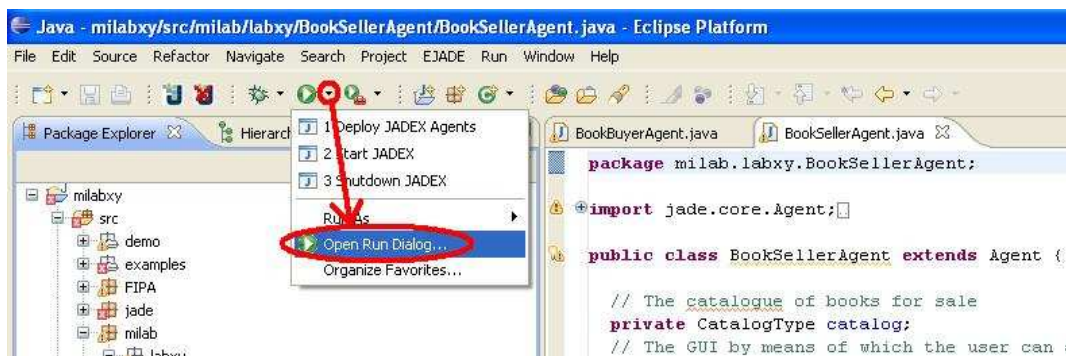 Java - milabxy/src/milab/labxy/BookSellerAgent/BookSellerAgent.java - Eclipse Platform
File Edit Source Refactor Navigate Search Project EJADE Run Window Help
Package Explorer Hierarch
BookBuyerAgent.java BookSellerAgent.java
1 Deploy JADEX Agents
2 Start JADEX
3 Shutdown JADEX
Run As
Open Run Dialog...
Organize Favorites...
milabxy
src
demo
examples
FIPA
jade
milab
labxy
package milab.labxy.BookSellerAgent;
import jade.core.Agent;
public class BookSellerAgent extends Agent {
// The catalogue of books for sale
private CatalogType catalog;
// The GUI by means of which the user can